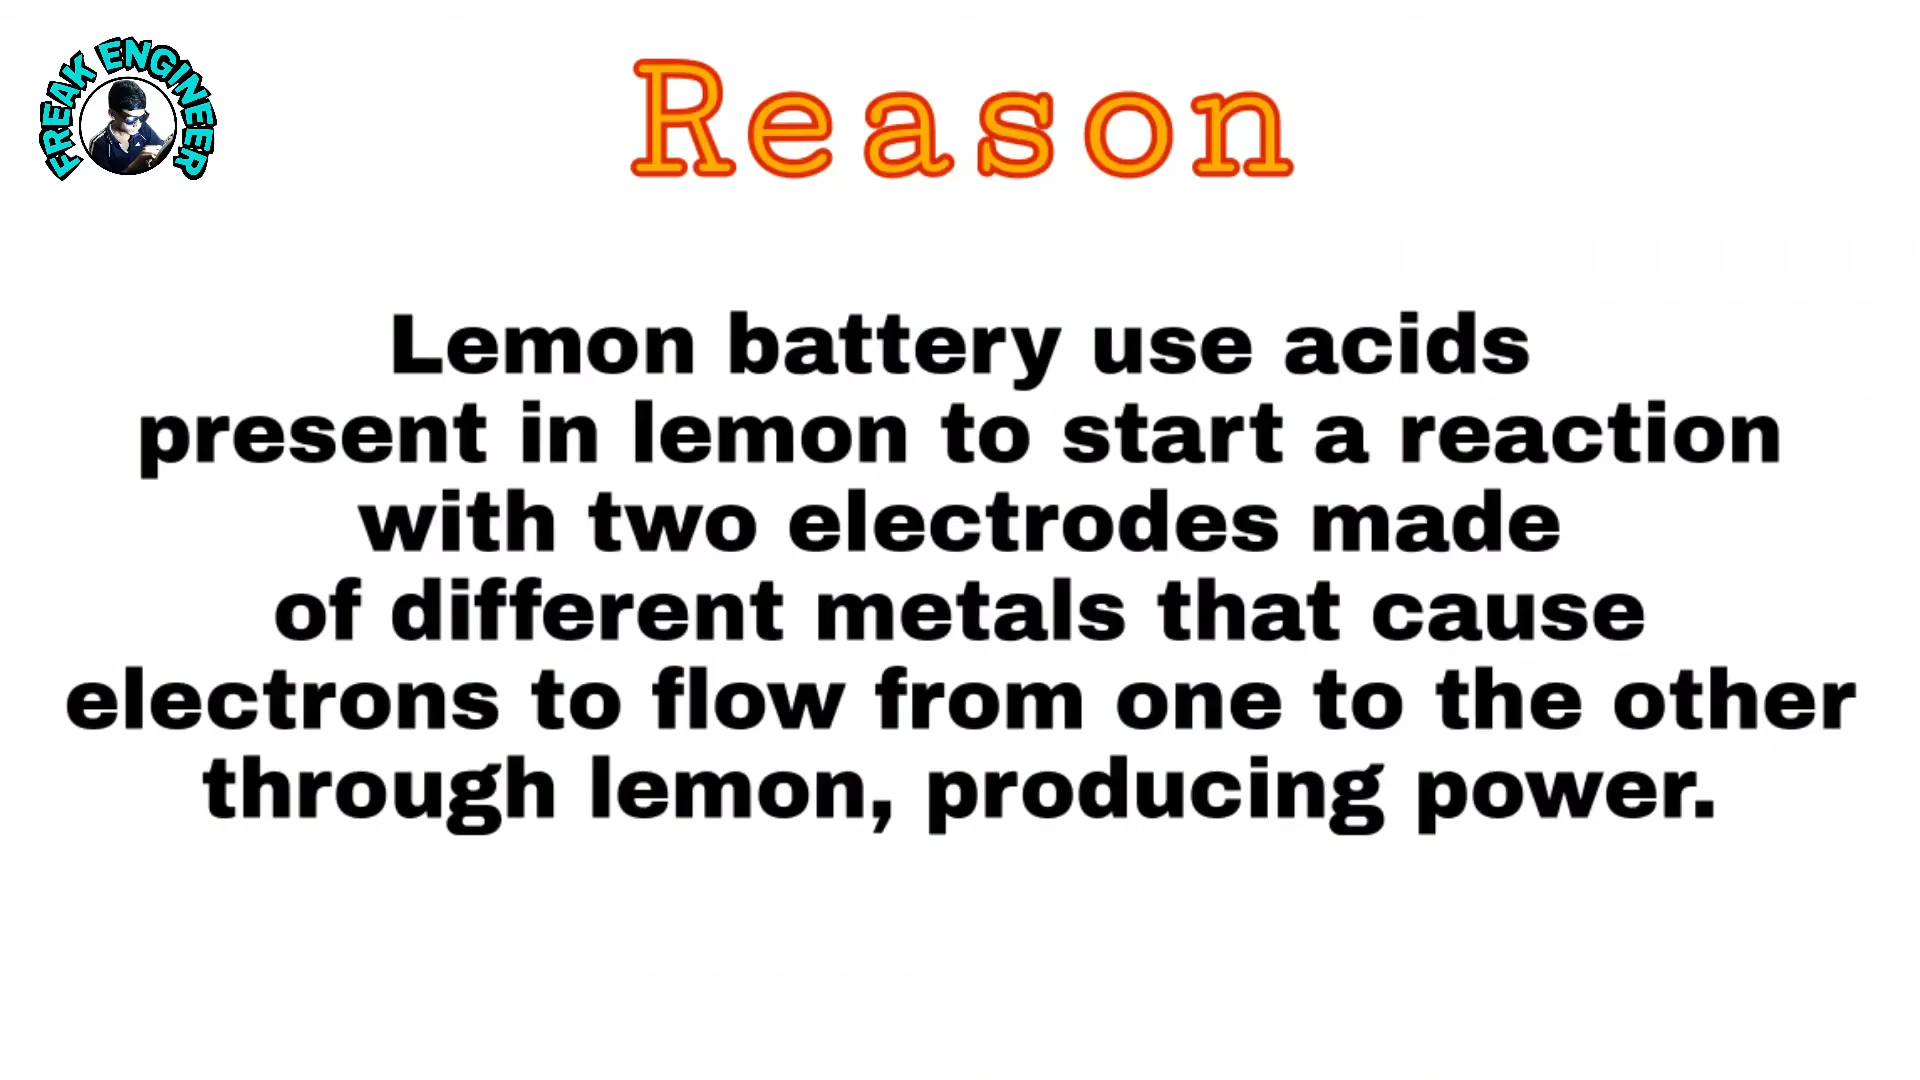 FREAK ENGINEER
Reason
Lemon battery use acids
present in lemon to start a reaction
with two electrodes made
of different metals that cause
electrons to flow from one to the other
through lemon, producing power.